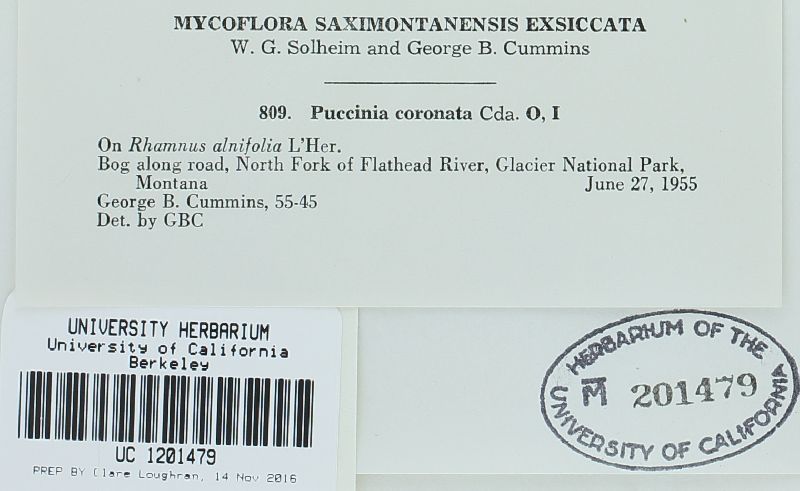 MYCOFLORA SAXIMONTANENSIS EXSICCATA
W. G. Solheim and George B. Cummins
809. Puccinia coronata Cda. O, I
On Rhamnus alnifolia L'Her.
Bog along road, North Fork of Flathead River, Glacier National Park,
Montana June 27, 1955
George B. Cummins, 55-45
Det. by GBC
UNIVERSITY HERBARIUM
University of California
Berkeley
UC 1201479
PREP BY Clare Loughran, 14 Nov 2016
HERBARIUM OF THE
M 201479
UNIVERSITY OF CALIFORNIA